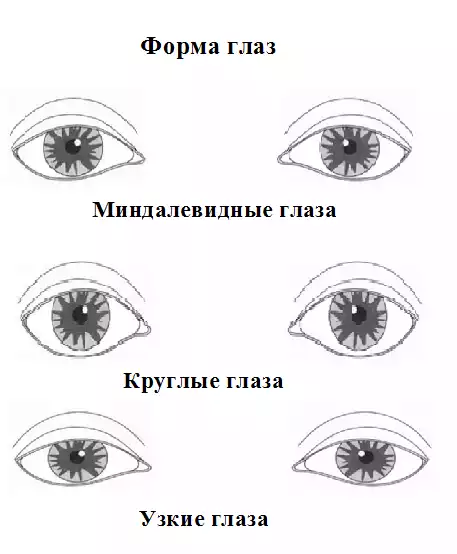 Форма глаз
Миндалевидные глаза
Круглые глаза
Узкие глаза